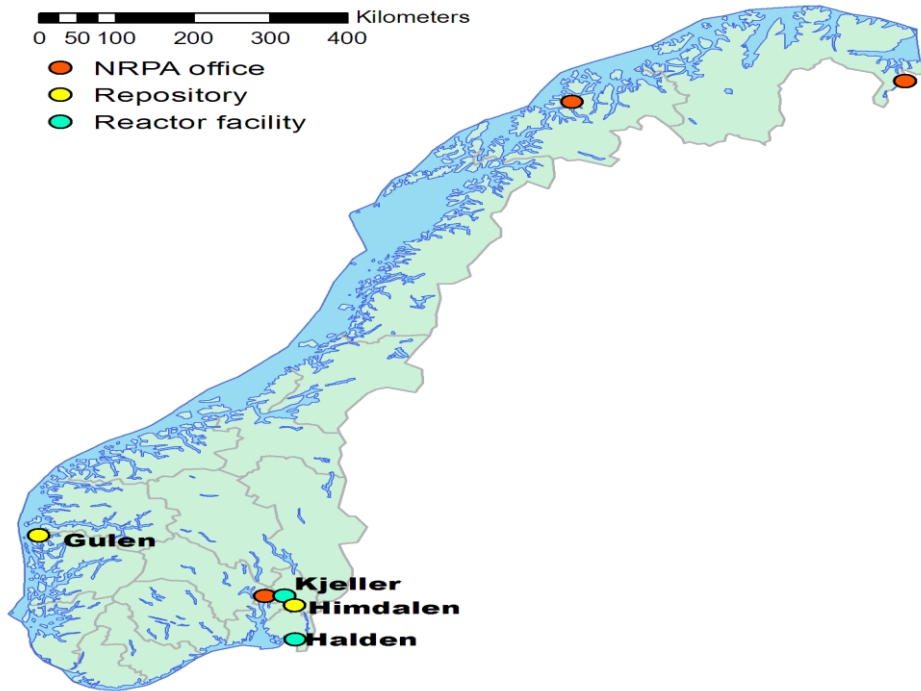 Kilometers
0 50 100 200 300 400
NRPA office
Repository
Reactor facility
Gulen
Kjeller
Himdalen
Halden